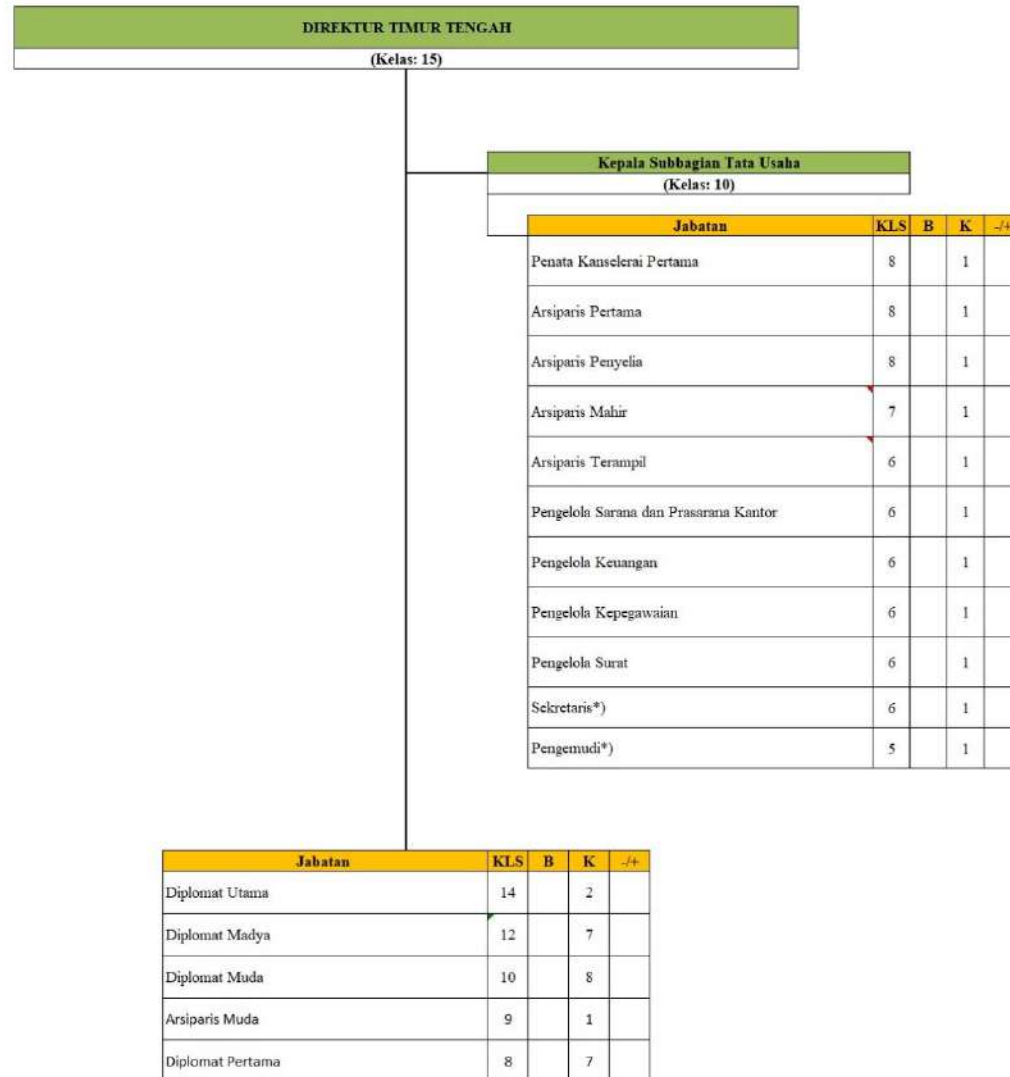 DIREKTUR TIMUR TENGAH
(Kelas: 15)
Kepala Subbagian Tata Usaha
(Kelas: 10)
Jabatan KLS B K -/+
Penata Kanselerai Pertama 8 1
Arsiparis Pertama 8 1
Arsiparis Penyelia 8 1
Arsiparis Mahir 7 1
Arsiparis Terampil 6 1
Pengelola Sarana dan Prasarana Kantor 6 1
Pengelola Keuangan 6 1
Pengelola Kepegawaian 6 1
Pengelola Surat 6 1
Sekretaris*) 6 1
Pengemudi*) 5 1
Jabatan KLS B K -/+
Diplomat Utama 14 2
Diplomat Madya 12 7
Diplomat Muda 10 8
Arsiparis Muda 9 1
Diplomat Pertama 8 7